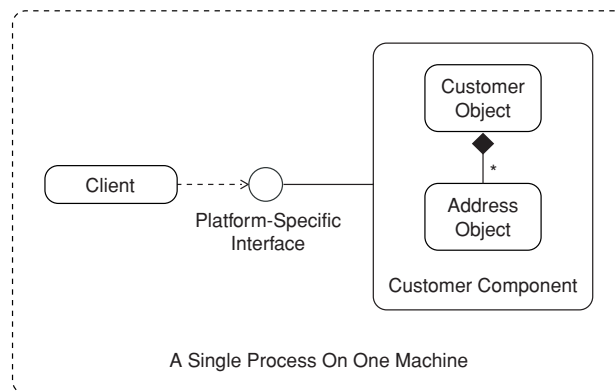 Customer
Object
*
Client
Address
Object
Platform-Specific
Interface
Customer Component
A Single Process On One Machine